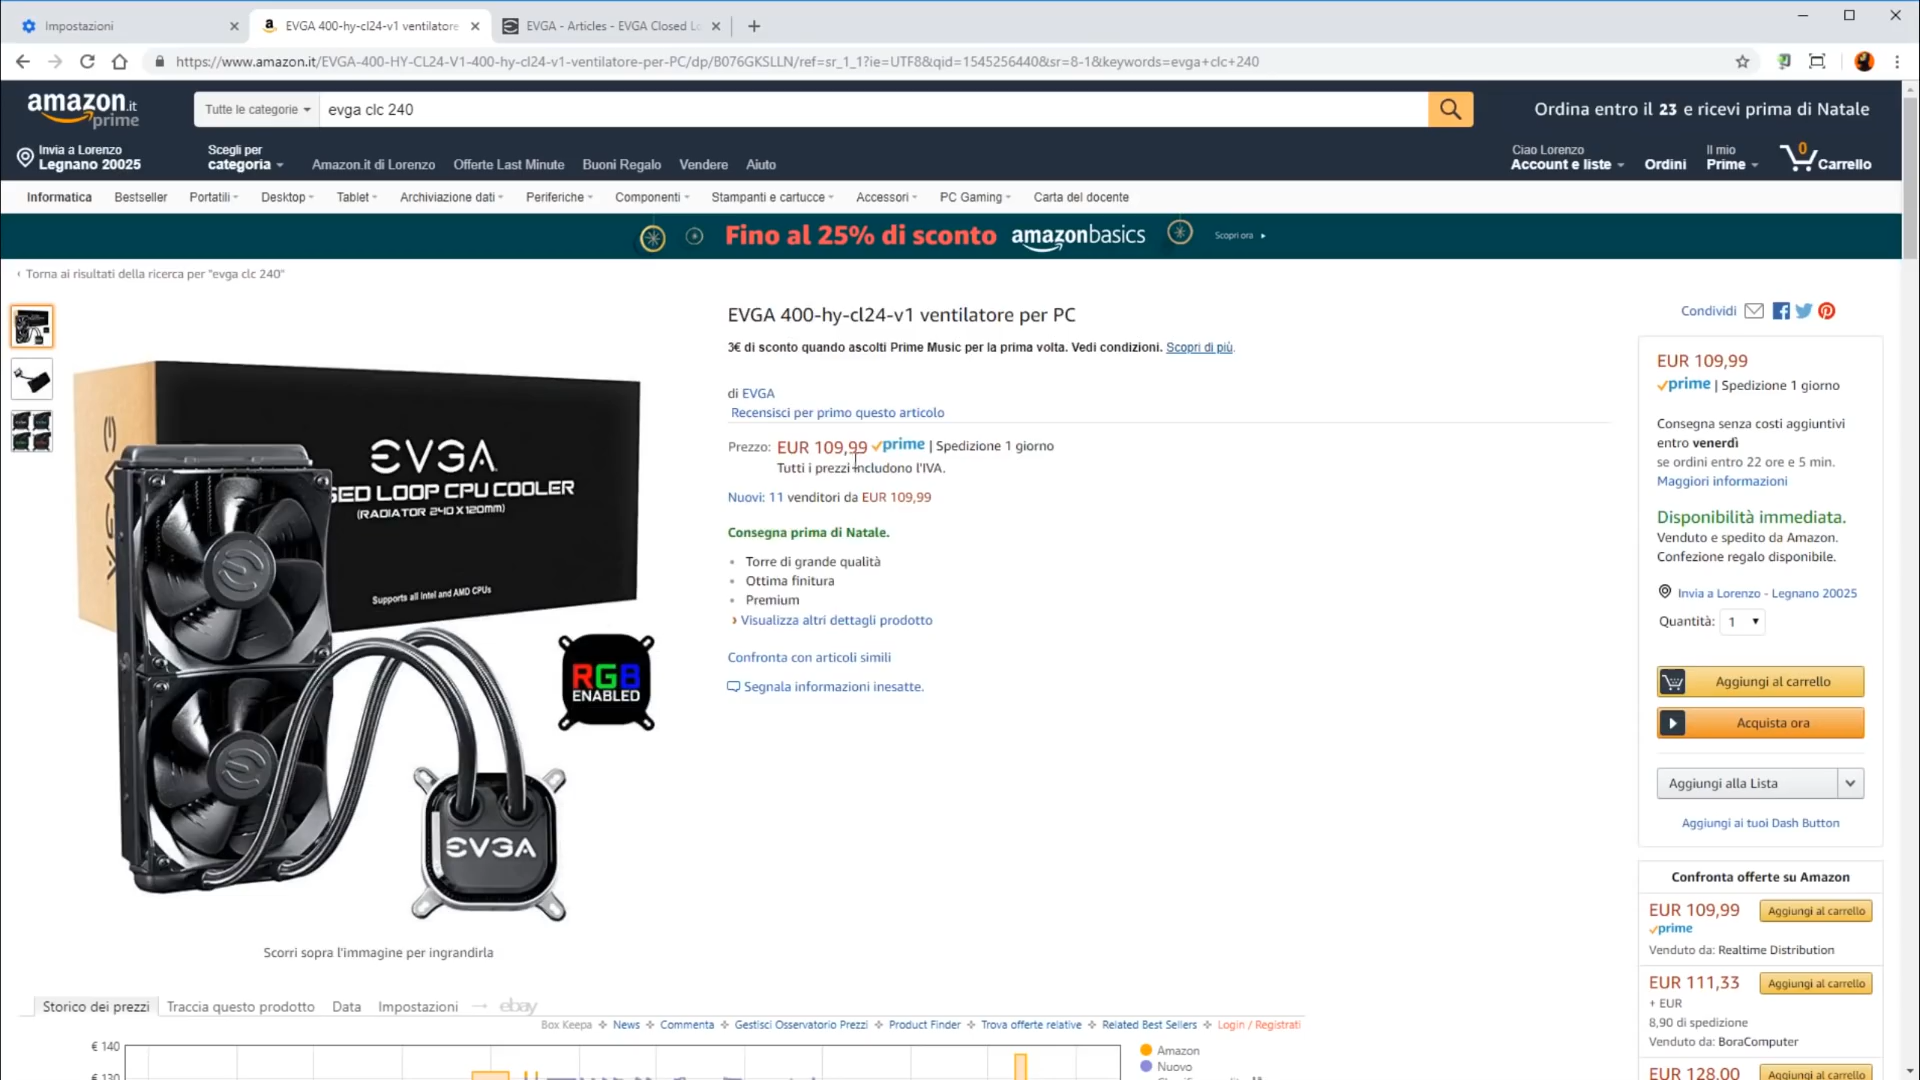 Impostazioni
EVGA 400-hy-cl24-v1 ventilatore
EVGA - Articles - EVGA Closed Lo
https://www.amazon.it/EVGA-400-HY-CL24-V1-400-hy-cl24-v1-ventilatore-per-PC/dp/B076GKSLLN/ref=sr_1_1?ie=UTF8&qid=1545256440&sr=8-1&keywords=evga+clc+240
amazon.it
prime
Tutte le categorie
evga clc 240
Ordina entro il 23 e ricevi prima di Natale
Invia a Lorenzo
Legnano 20025
Scegli per
categoria
Amazon.it di Lorenzo
Offerte Last Minute
Buoni Regalo
Vendere
Aiuto
Ciao Lorenzo
Account e liste
Ordini
Il mio
Prime
0
Carrello
Informatica
Bestseller
Portatili
Desktop
Tablet
Archiviazione dati
Periferiche
Componenti
Stampanti e cartucce
Accessori
PC Gaming
Carta del docente
Fino al 25% di sconto amazonbasics
Scopri ora
‹ Torna ai risultati della ricerca per "evga clc 240"
EVGA 400-hy-cl24-v1 ventilatore per PC
3€ di sconto quando ascolti Prime Music per la prima volta. Vedi condizioni. Scopri di più.
di EVGA
Recensisci per primo questo articolo
Prezzo: EUR 109,99 prime | Spedizione 1 giorno
Tutti i prezzi includono l'IVA.
Nuovi: 11 venditori da EUR 109,99
Consegna prima di Natale.
• Torre di grande qualità
• Ottima finitura
• Premium
› Visualizza altri dettagli prodotto
Confronta con articoli simili
Segnala informazioni inesatte.
EVGA
SED LOOP CPU COOLER
(RADIATOR 240 X 120mm)
Supports all Intel and AMD CPUs
RGB
ENABLED
EVGA
Scorri sopra l'immagine per ingrandirla
Condividi
EUR 109,99
prime | Spedizione 1 giorno
Consegna senza costi aggiuntivi
entro venerdì
se ordini entro 22 ore e 5 min.
Maggiori informazioni
Disponibilità immediata.
Venduto e spedito da Amazon.
Confezione regalo disponibile.
Invia a Lorenzo - Legnano 20025
Quantità: 1
Aggiungi al carrello
Acquista ora
Aggiungi alla Lista
Aggiungi ai tuoi Dash Button
Confronta offerte su Amazon
EUR 109,99
Aggiungi al carrello
prime
Venduto da: Realtime Distribution
EUR 111,33
Aggiungi al carrello
+ EUR
8,90 di spedizione
Venduto da: BoraComputer
EUR 128,00
Aggiungi al carrello
Storico dei prezzi
Traccia questo prodotto
Data
Impostazioni
ebay
Box Keepa
News
Commenta
Gestisci Osservatorio Prezzi
Product Finder
Trova offerte relative
Related Best Sellers
Login / Registrati
€ 140
€ 130
Amazon
Nuovo